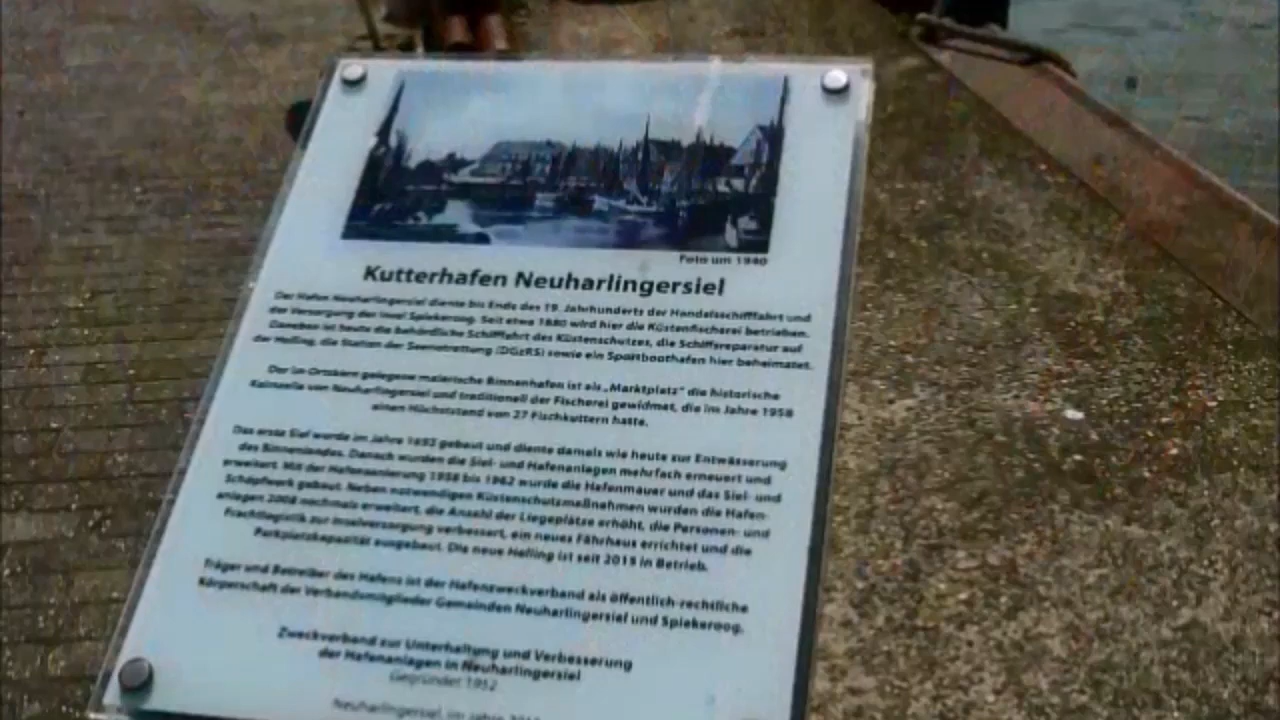 Foto um 1940
Kutterhafen Neuharlingersiel
Der Hafen Neuharlingersiel diente bis Ende des 19. Jahrhunderts der Handelsschifffahrt und
der Versorgung der Insel Spiekeroog. Seit etwa 1880 wird hier die Küstenfischerei betrieben.
Daneben ist heute die behördliche Schifffahrt des Küstenschutzes, die Schiffsreparatur auf
der Helling, die Station der Seenotrettung (DGzRS) sowie ein Sportboothafen hier beheimatet.
Der im Ortskern gelegene malerische Binnenhafen ist als „Marktplatz" die historische
Keimzelle von Neuharlingersiel und traditionell der Fischerei gewidmet, die im Jahre 1958
einen Höchststand von 27 Fischkuttern hatte.
Das erste Siel wurde im Jahre 1693 gebaut und diente damals wie heute zur Entwässerung
des Binnenlandes. Danach wurden die Siel- und Hafenanlagen mehrfach erneuert und
erweitert. Mit der Hafensanierung 1958 bis 1962 wurde die Hafenmauer und das Siel- und
Schöpfwerk gebaut. Neben notwendigen Küstenschutzmaßnahmen wurden die Hafen-
anlagen 2008 nochmals erweitert, die Anzahl der Liegeplätze erhöht, die Personen- und
Frachtlogistik zur Inselversorgung verbessert, ein neues Fährhaus errichtet und die
Parkplatzkapazität ausgebaut. Die neue Helling ist seit 2015 in Betrieb.
Träger und Betreiber des Hafens ist der Hafenzweckverband als öffentlich-rechtliche
Körperschaft der Verbandsmitglieder Gemeinden Neuharlingersiel und Spiekeroog.
Zweckverband zur Unterhaltung und Verbesserung
der Hafenanlagen in Neuharlingersiel
Gegründet 1952
Neuharlingersiel, im Jahre